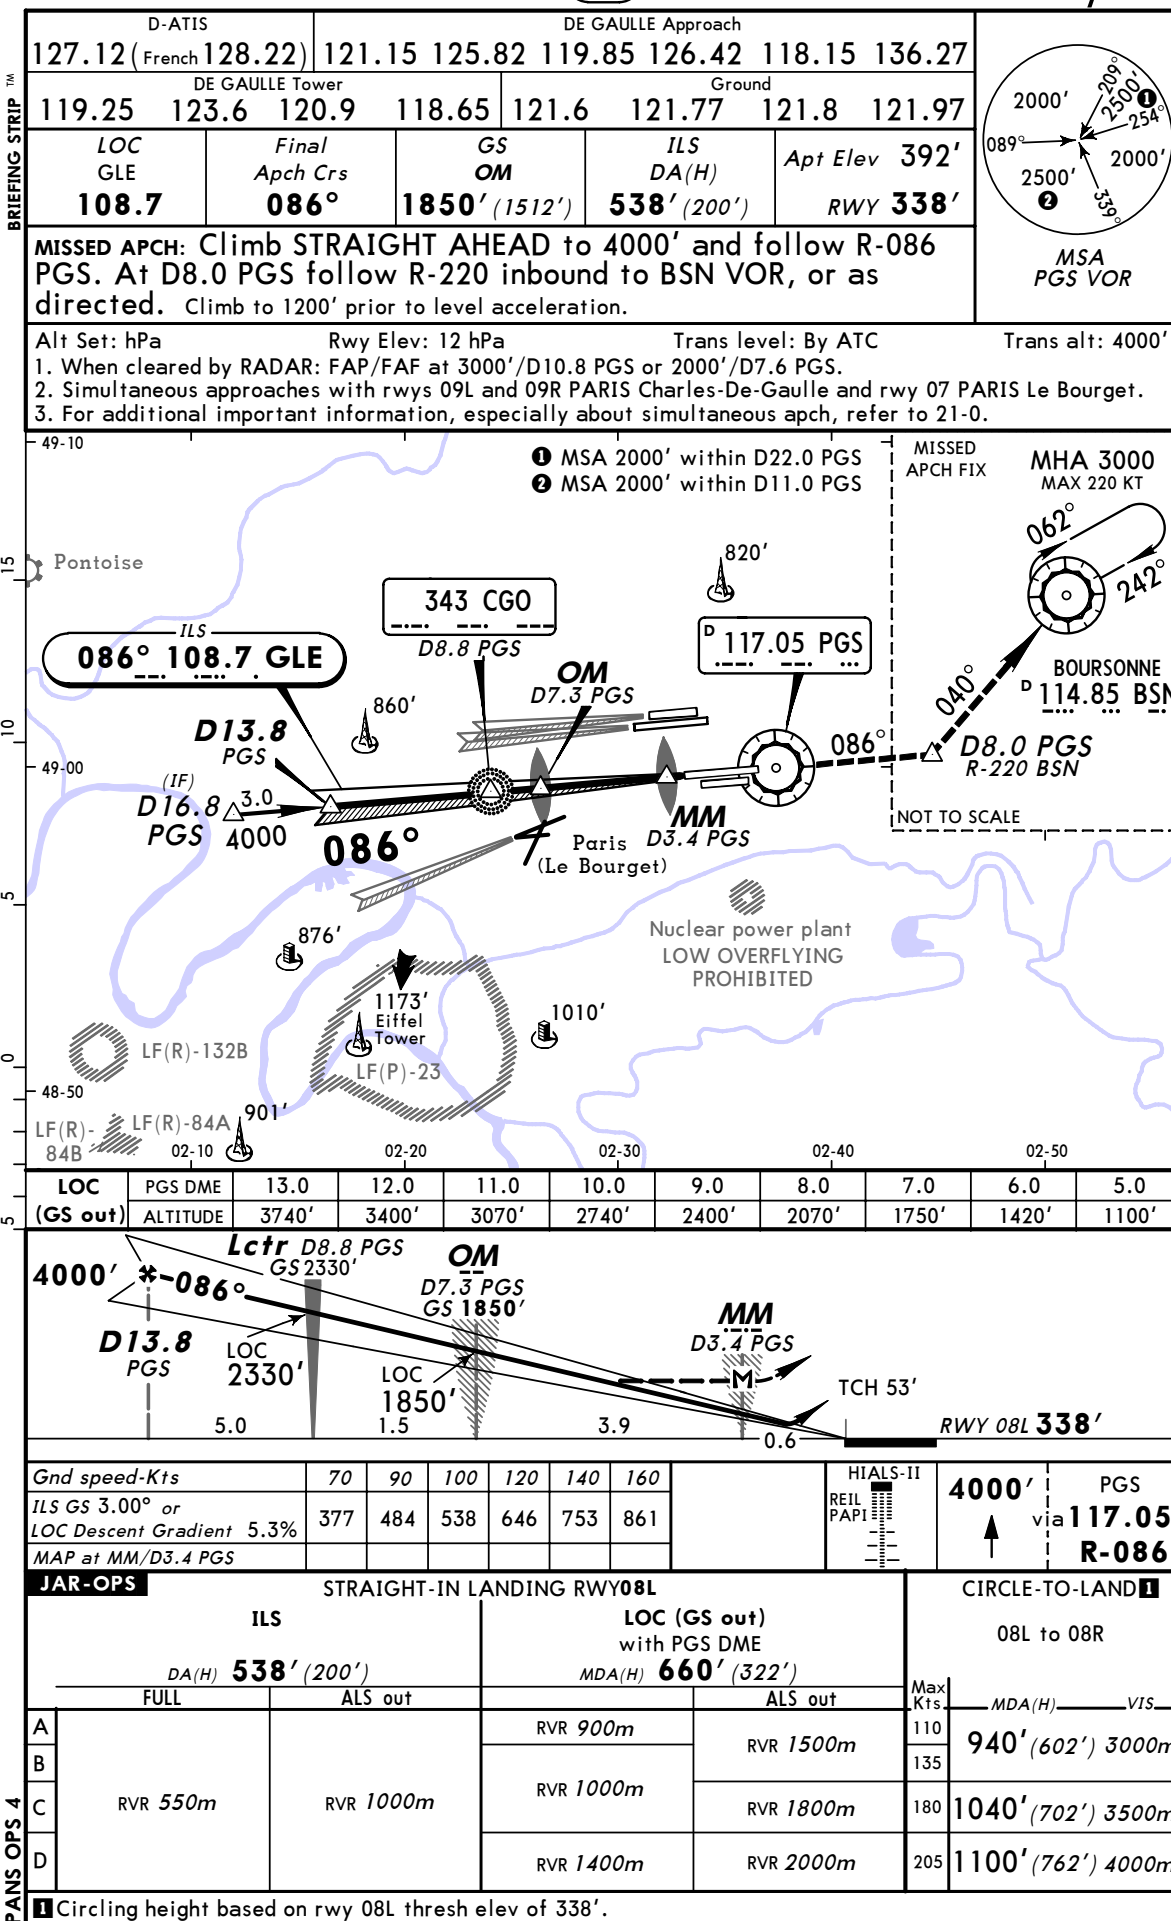 D-ATIS
127.12 (French 128.22)
DE GAULLE Approach
121.15 125.82 119.85 126.42 118.15 136.27
DE GAULLE Tower
119.25 123.6 120.9 118.65
Ground
121.6 121.77 121.8 121.97
BRIEFING STRIP TM
LOC
GLE
108.7
Final
Apch Crs
086°
GS
OM
1850' (1512')
ILS
DA(H)
538' (200')
Apt Elev 392'
RWY 338'
2000'
209°
2500' 1
254°
089°
2000'
2500'
2
339°
MSA
PGS VOR
MISSED APCH: Climb STRAIGHT AHEAD to 4000' and follow R-086
PGS. At D8.0 PGS follow R-220 inbound to BSN VOR, or as
directed. Climb to 1200' prior to level acceleration.
Alt Set: hPa Rwy Elev: 12 hPa Trans level: By ATC Trans alt: 4000'
1. When cleared by RADAR: FAP/FAF at 3000'/D10.8 PGS or 2000'/D7.6 PGS.
2. Simultaneous approaches with rwys 09L and 09R PARIS Charles-De-Gaulle and rwy 07 PARIS Le Bourget.
3. For additional important information, especially about simultaneous apch, refer to 21-0.
49-10
1 MSA 2000' within D22.0 PGS
2 MSA 2000' within D11.0 PGS
MISSED
APCH FIX
MHA 3000
MAX 220 KT
062°
242°
15
Pontoise
820'
343 CGO
D8.8 PGS
ILS
086° 108.7 GLE
D 117.05 PGS
OM
D7.3 PGS
BOURSONNE
D 114.85 BSN
040°
860'
D13.8
PGS
10
49-00
086°
D8.0 PGS
R-220 BSN
(IF)
D16.8
PGS
3.0
4000
086°
MM
D3.4 PGS
NOT TO SCALE
Paris
(Le Bourget)
5
Nuclear power plant
LOW OVERFLYING
PROHIBITED
876'
1173'
Eiffel
Tower
1010'
LF(R)-132B
LF(P)-23
0
48-50
901'
LF(R)-84A
LF(R)-
84B
02-10 02-20 02-30 02-40 02-50
5
LOC
(GS out)
PGS DME 13.0 12.0 11.0 10.0 9.0 8.0 7.0 6.0 5.0
ALTITUDE 3740' 3400' 3070' 2740' 2400' 2070' 1750' 1420' 1100'
Lctr D8.8 PGS
GS 2330'
OM
D7.3 PGS
GS 1850'
4000'
086°
MM
D3.4 PGS
D13.8
PGS
LOC
2330'
LOC
1850'
M
TCH 53'
5.0 1.5 3.9 0.6
RWY 08L 338'
Gnd speed-Kts 70 90 100 120 140 160
ILS GS 3.00° or
LOC Descent Gradient 5.3% 377 484 538 646 753 861
MAP at MM/D3.4 PGS
HIALS-II
REIL
PAPI
4000'
PGS
via 117.05
R-086
JAR-OPS
STRAIGHT-IN LANDING RWY08L
CIRCLE-TO-LAND 1
ILS
DA(H) 538' (200')
LOC (GS out)
with PGS DME
MDA(H) 660' (322')
08L to 08R
FULL ALS out ALS out
Max
Kts MDA(H) VIS
A
B
C
D
RVR 550m
RVR 1000m
RVR 900m
RVR 1000m
RVR 1400m
RVR 1500m
RVR 1800m
RVR 2000m
110
135
940' (602') 3000m
180 1040' (702') 3500m
205 1100' (762') 4000m
PANS OPS 4
1 Circling height based on rwy 08L thresh elev of 338'.